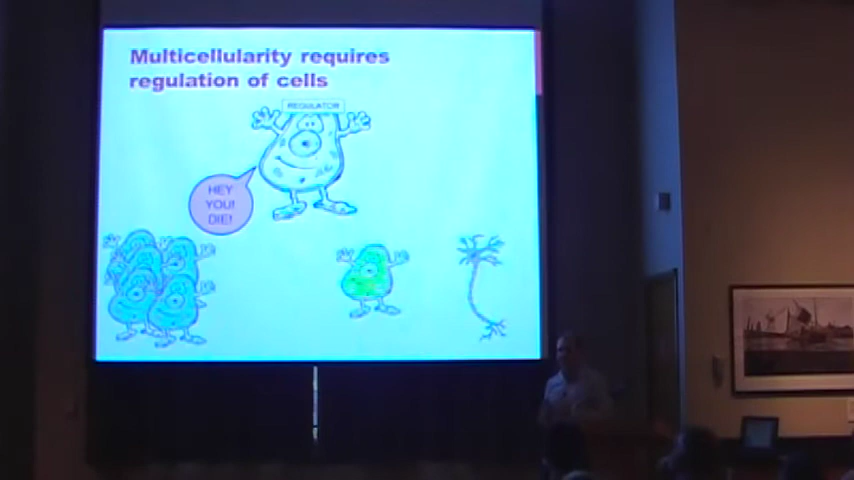 Multicellularity requires
regulation of cells
REGULATOR
HEY
YOU!
DIE!